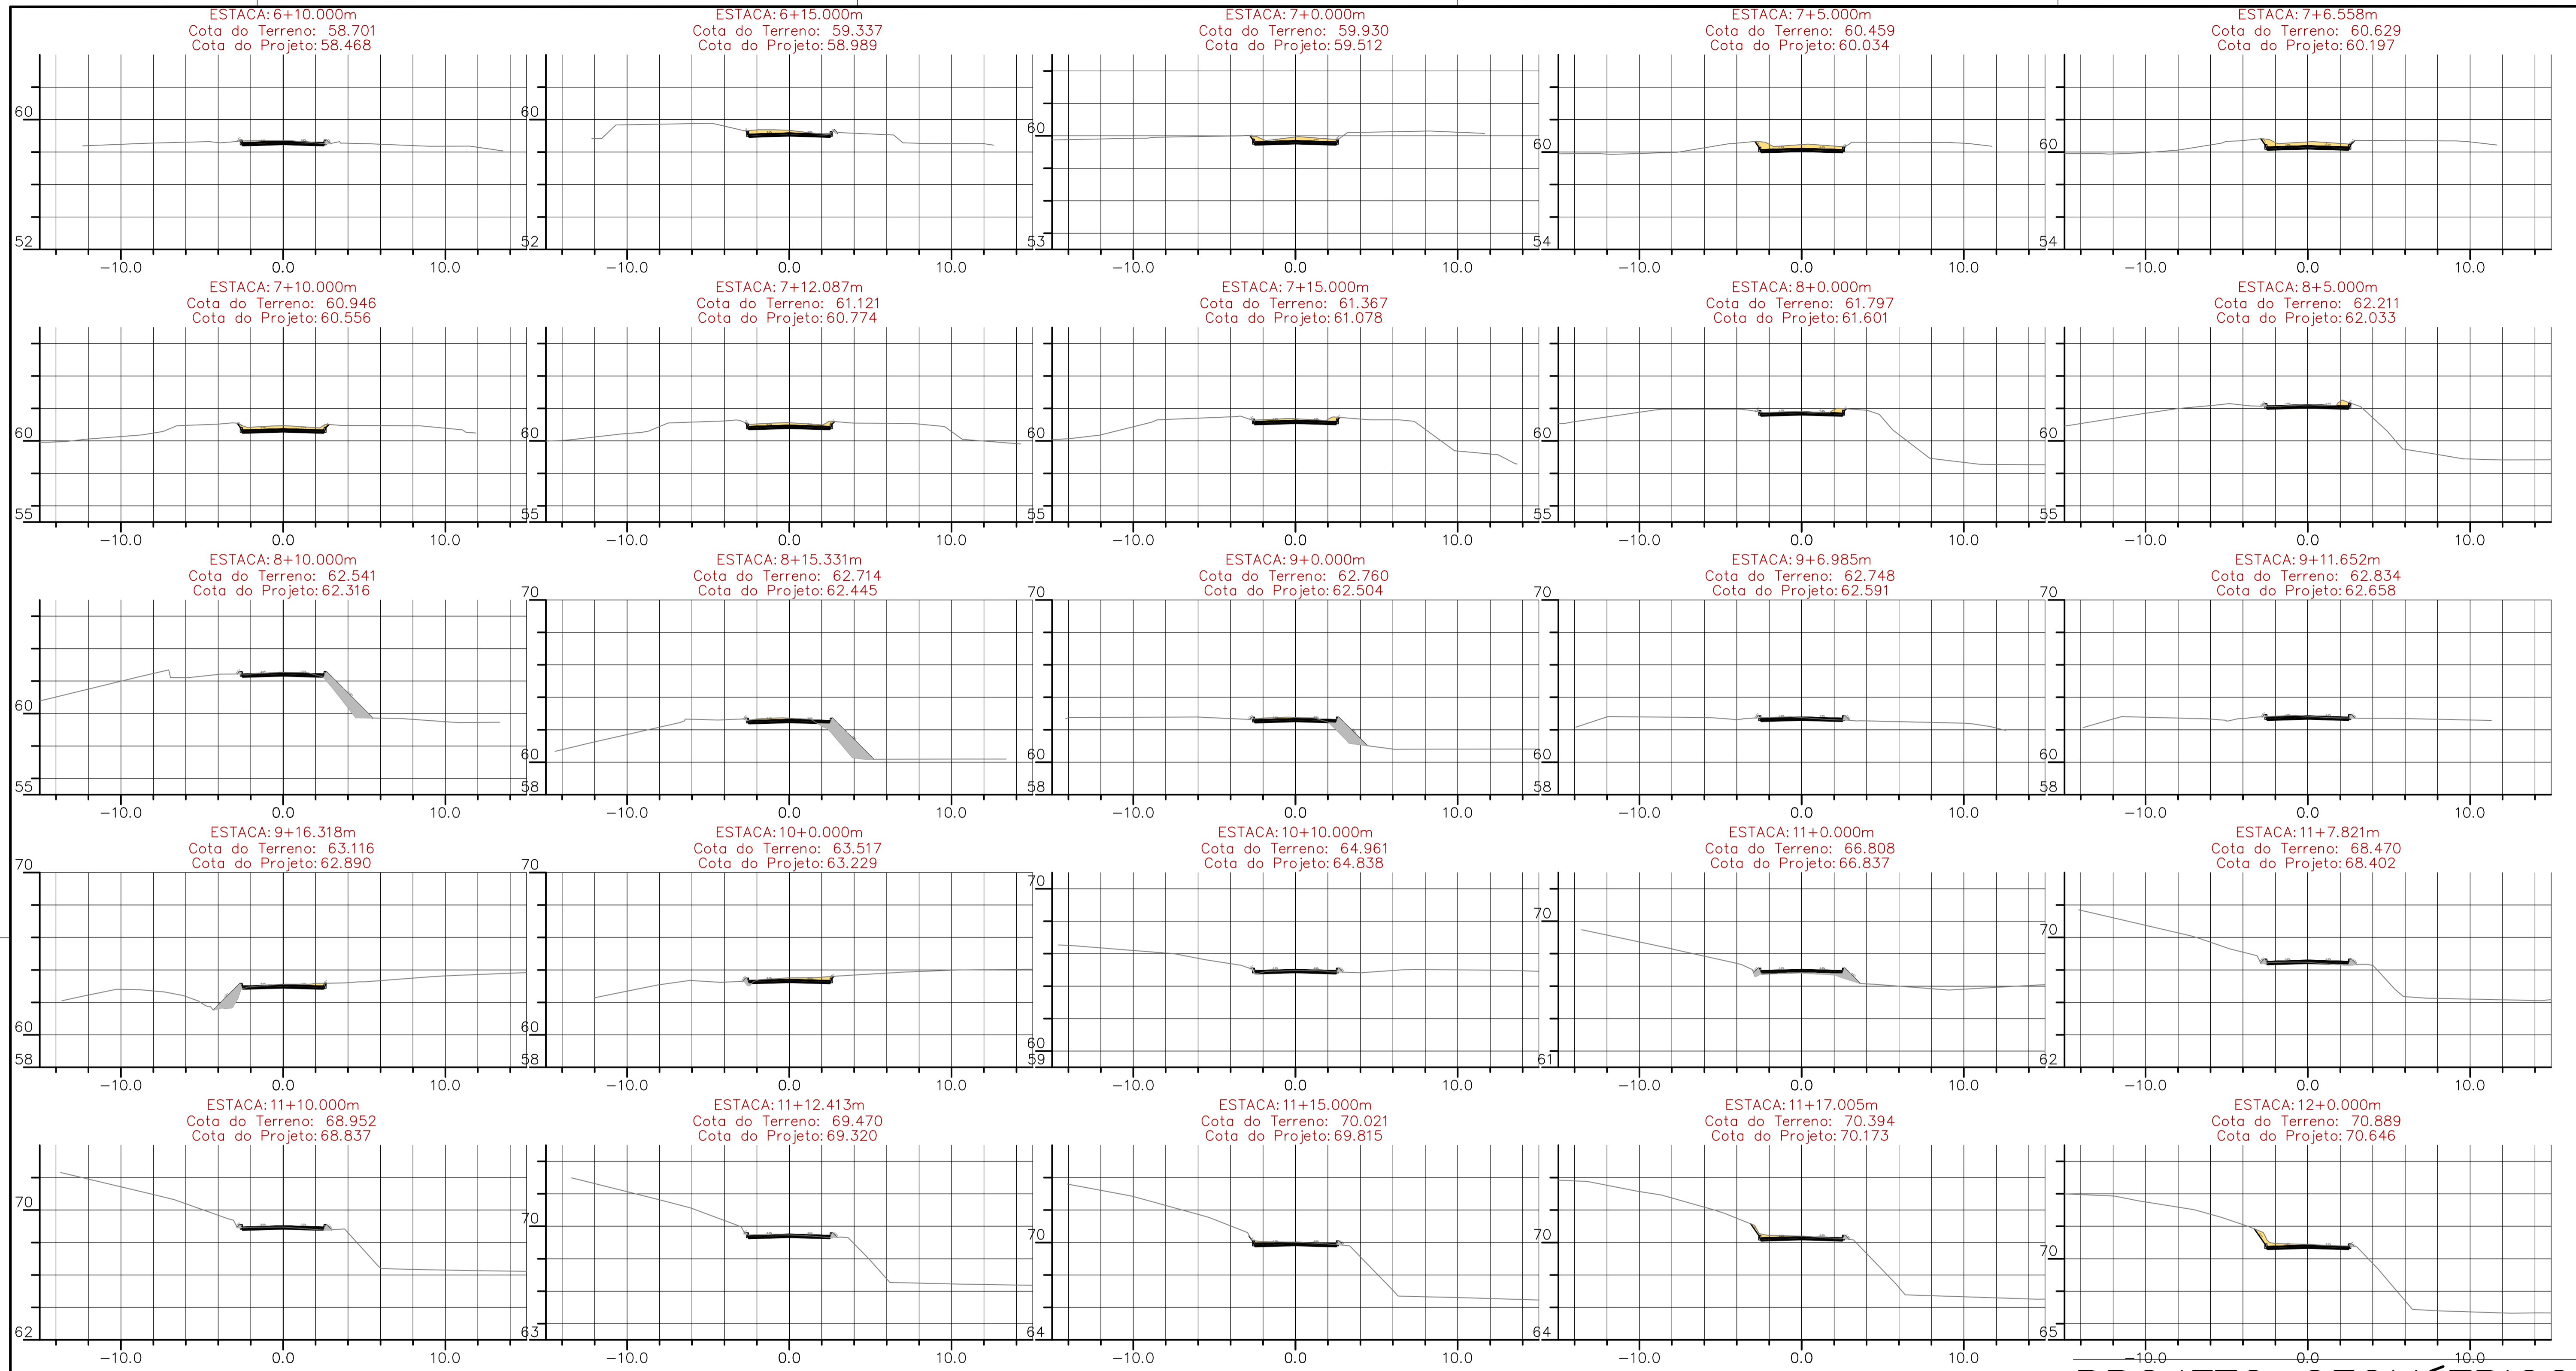 ESTACA: 6+10.000m
Cota do Terreno: 58.701
Cota do Projeto: 58.468
60
52
-10.0 0.0 10.0
ESTACA: 6+15.000m
Cota do Terreno: 59.337
Cota do Projeto: 58.989
60
52
-10.0 0.0 10.0
ESTACA: 7+0.000m
Cota do Terreno: 59.930
Cota do Projeto: 59.512
60
53
-10.0 0.0 10.0
ESTACA: 7+5.000m
Cota do Terreno: 60.459
Cota do Projeto: 60.034
60
54
-10.0 0.0 10.0
ESTACA: 7+6.558m
Cota do Terreno: 60.629
Cota do Projeto: 60.197
60
54
-10.0 0.0 10.0
ESTACA: 7+10.000m
Cota do Terreno: 60.946
Cota do Projeto: 60.556
60
55
-10.0 0.0 10.0
ESTACA: 7+12.087m
Cota do Terreno: 61.121
Cota do Projeto: 60.774
60
55
-10.0 0.0 10.0
ESTACA: 7+15.000m
Cota do Terreno: 61.367
Cota do Projeto: 61.078
60
55
-10.0 0.0 10.0
ESTACA: 8+0.000m
Cota do Terreno: 61.797
Cota do Projeto: 61.601
60
55
-10.0 0.0 10.0
ESTACA: 8+5.000m
Cota do Terreno: 62.211
Cota do Projeto: 62.033
60
55
-10.0 0.0 10.0
ESTACA: 8+10.000m
Cota do Terreno: 62.541
Cota do Projeto: 62.316
60
55
-10.0 0.0 10.0
ESTACA: 8+15.331m
Cota do Terreno: 62.714
Cota do Projeto: 62.445
70
60
58
-10.0 0.0 10.0
ESTACA: 9+0.000m
Cota do Terreno: 62.760
Cota do Projeto: 62.504
70
60
58
-10.0 0.0 10.0
ESTACA: 9+6.985m
Cota do Terreno: 62.748
Cota do Projeto: 62.591
70
60
58
-10.0 0.0 10.0
ESTACA: 9+11.652m
Cota do Terreno: 62.834
Cota do Projeto: 62.658
70
60
58
-10.0 0.0 10.0
ESTACA: 9+16.318m
Cota do Terreno: 63.116
Cota do Projeto: 62.890
70
60
58
-10.0 0.0 10.0
ESTACA: 10+0.000m
Cota do Terreno: 63.517
Cota do Projeto: 63.229
70
60
58
-10.0 0.0 10.0
ESTACA: 10+10.000m
Cota do Terreno: 64.961
Cota do Projeto: 64.838
70
60
59
-10.0 0.0 10.0
ESTACA: 11+0.000m
Cota do Terreno: 66.808
Cota do Projeto: 66.837
70
61
-10.0 0.0 10.0
ESTACA: 11+7.821m
Cota do Terreno: 68.470
Cota do Projeto: 68.402
70
62
-10.0 0.0 10.0
ESTACA: 11+10.000m
Cota do Terreno: 68.952
Cota do Projeto: 68.837
70
62
-10.0 0.0 10.0
ESTACA: 11+12.413m
Cota do Terreno: 69.470
Cota do Projeto: 69.320
70
63
-10.0 0.0 10.0
ESTACA: 11+15.000m
Cota do Terreno: 70.021
Cota do Projeto: 69.815
70
64
-10.0 0.0 10.0
ESTACA: 11+17.005m
Cota do Terreno: 70.394
Cota do Projeto: 70.173
70
64
-10.0 0.0 10.0
ESTACA: 12+0.000m
Cota do Terreno: 70.889
Cota do Projeto: 70.646
70
65
-10.0 0.0 10.0